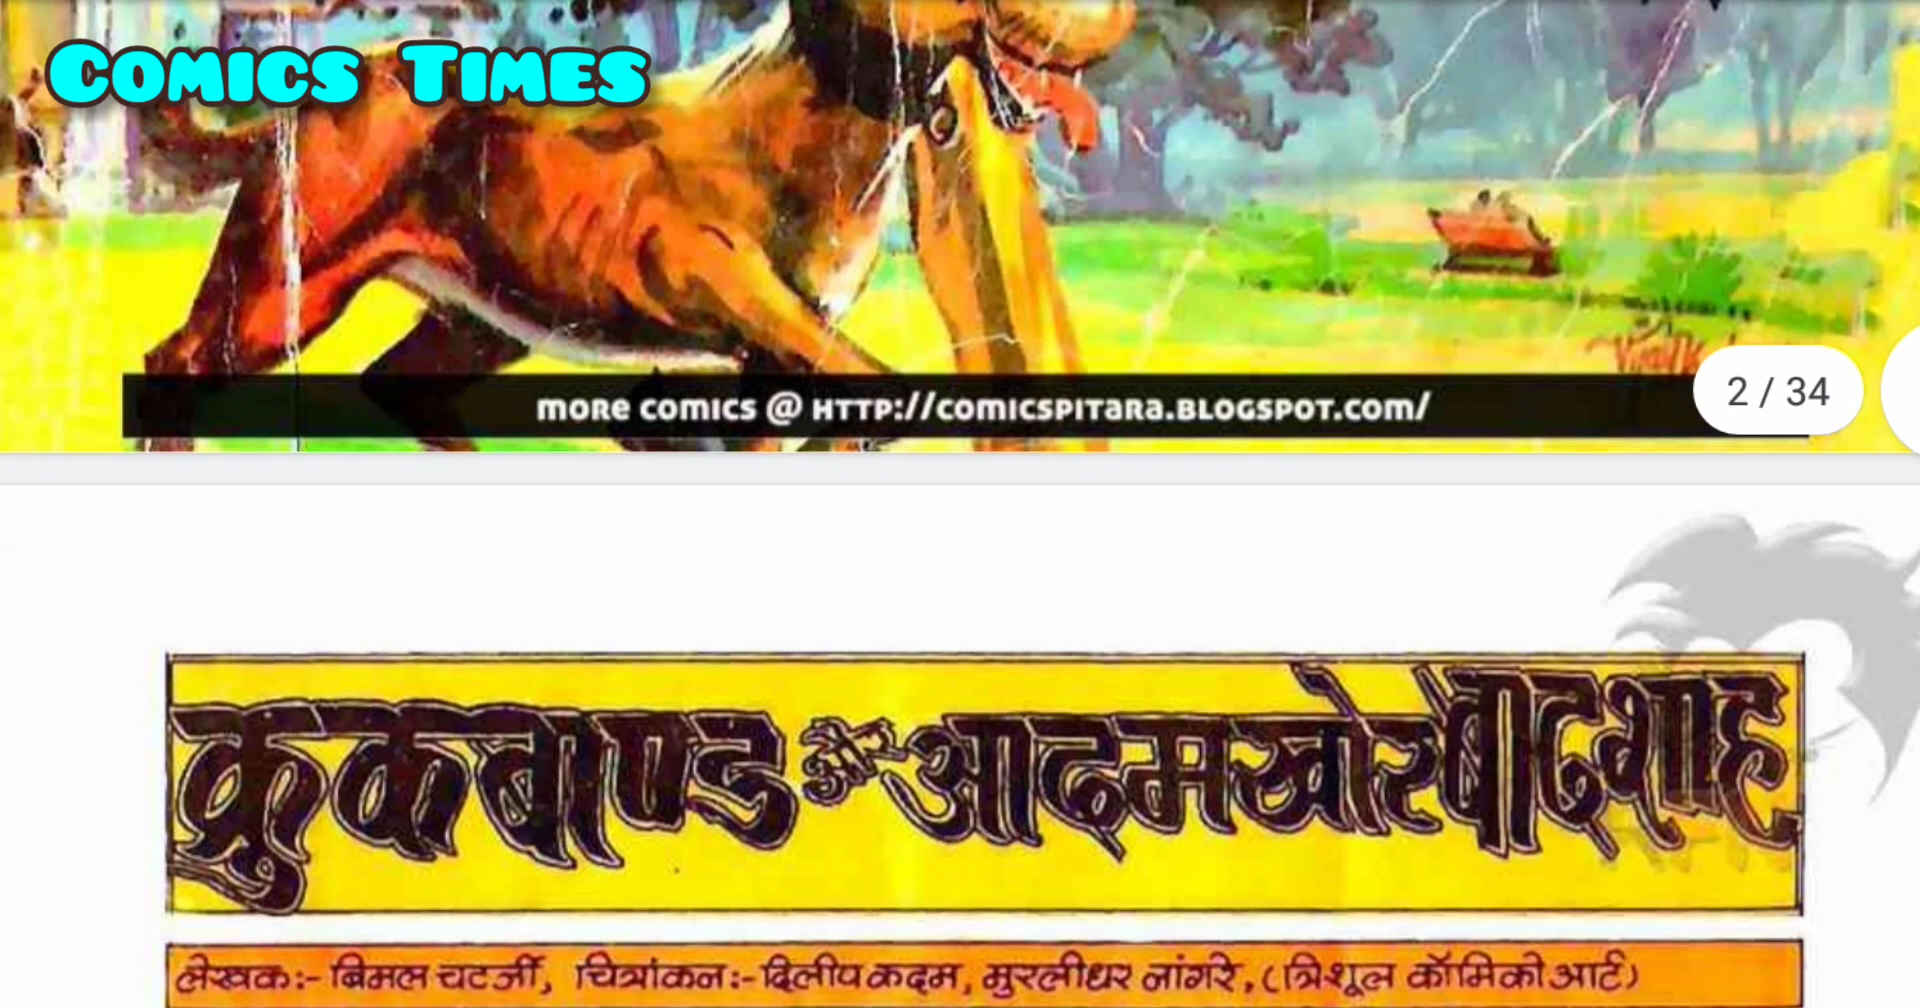 COMICS TIMES
MORE COMICS @ HTTP://COMICSPITARA.BLOGSPOT.COM/
2 / 34
क्रुकबाण्ड और आदमखोर बादशाह
लेखक:- बिमल चटर्जी, चित्रांकन:- दिलीप कदम, मुरलीधर नांगरे, (त्रिशूल कॉमिको आर्ट)